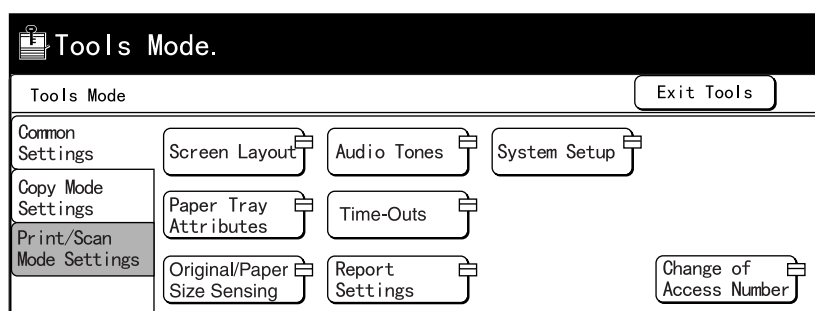 Tools Mode.
Tools Mode
Exit Tools
Common
Settings
Copy Mode
Settings
Print/Scan
Mode Settings
Screen Layout
Audio Tones
System Setup
Paper Tray
Attributes
Time-Outs
Original/Paper
Size Sensing
Report
Settings
Change of
Access Number